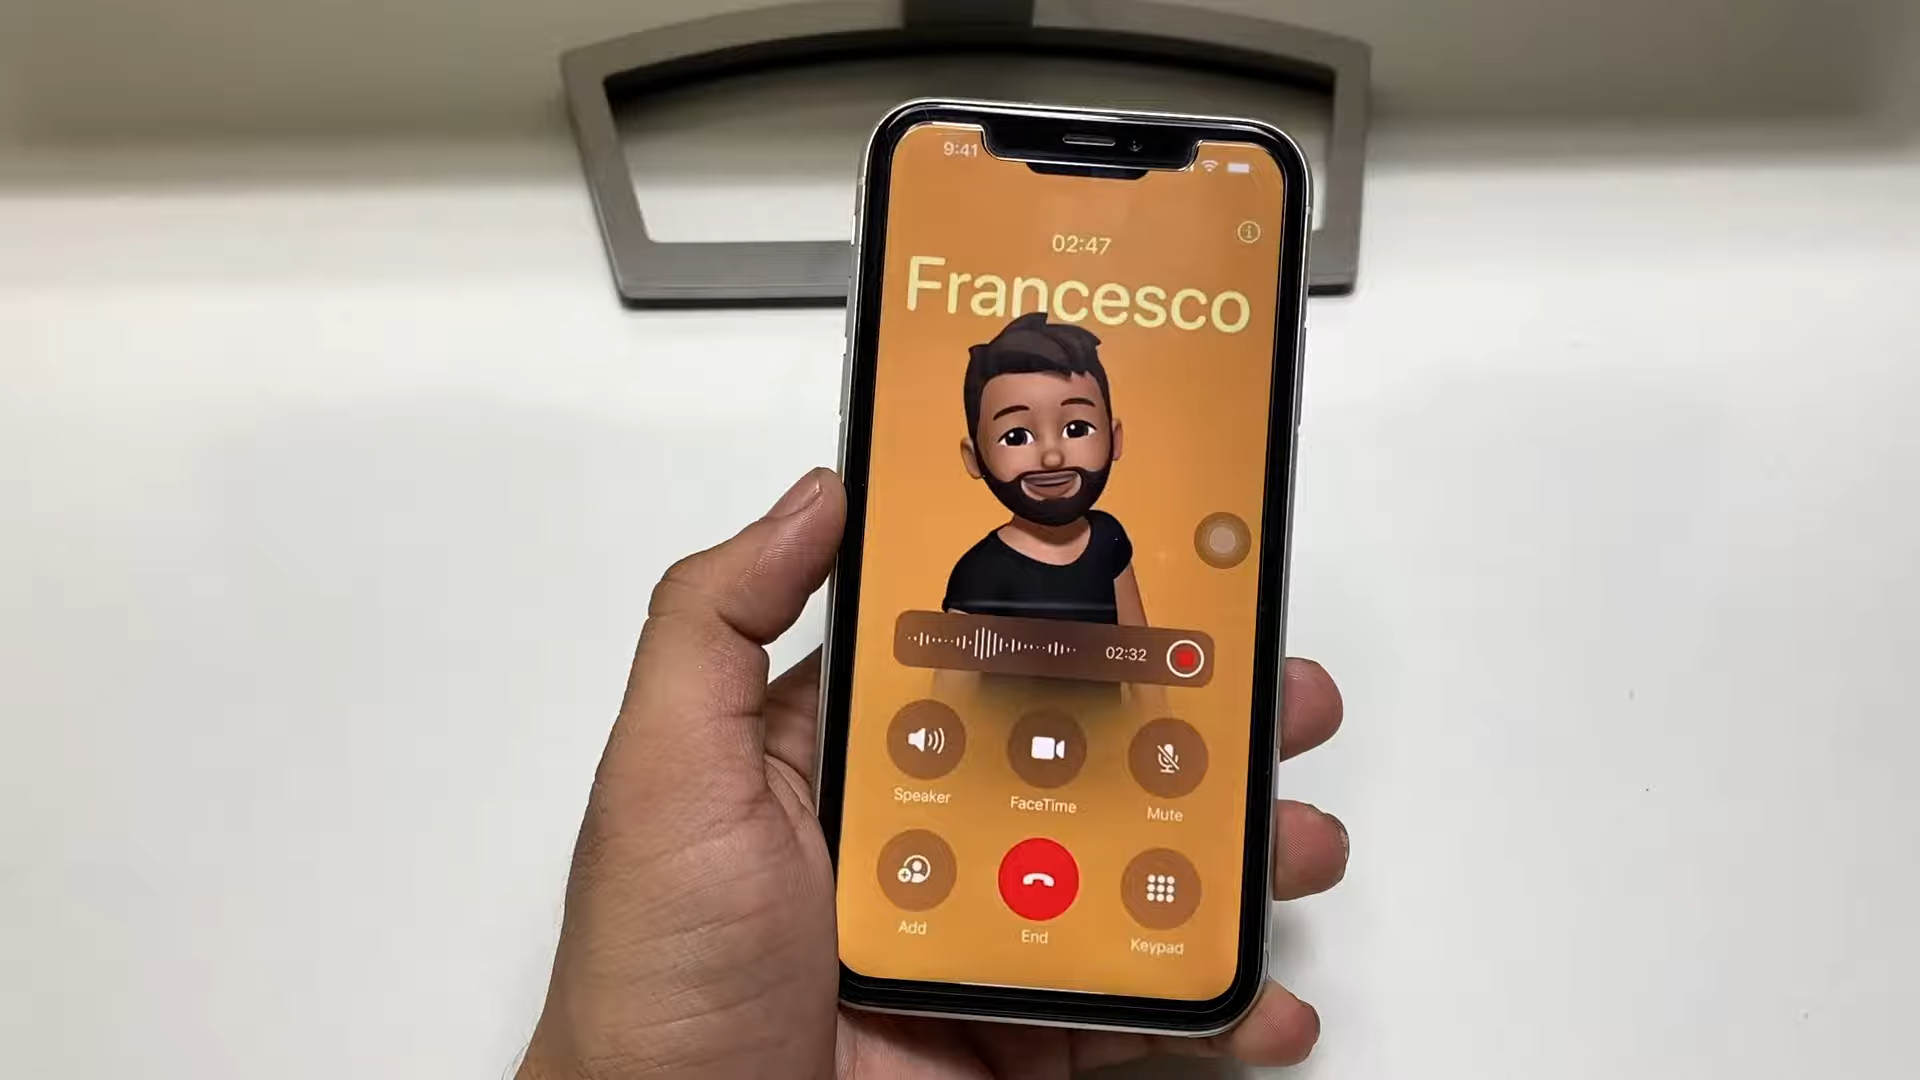 9:41
02:47
Francesco
02:32
Speaker
FaceTime
Mute
Add
End
Keypad